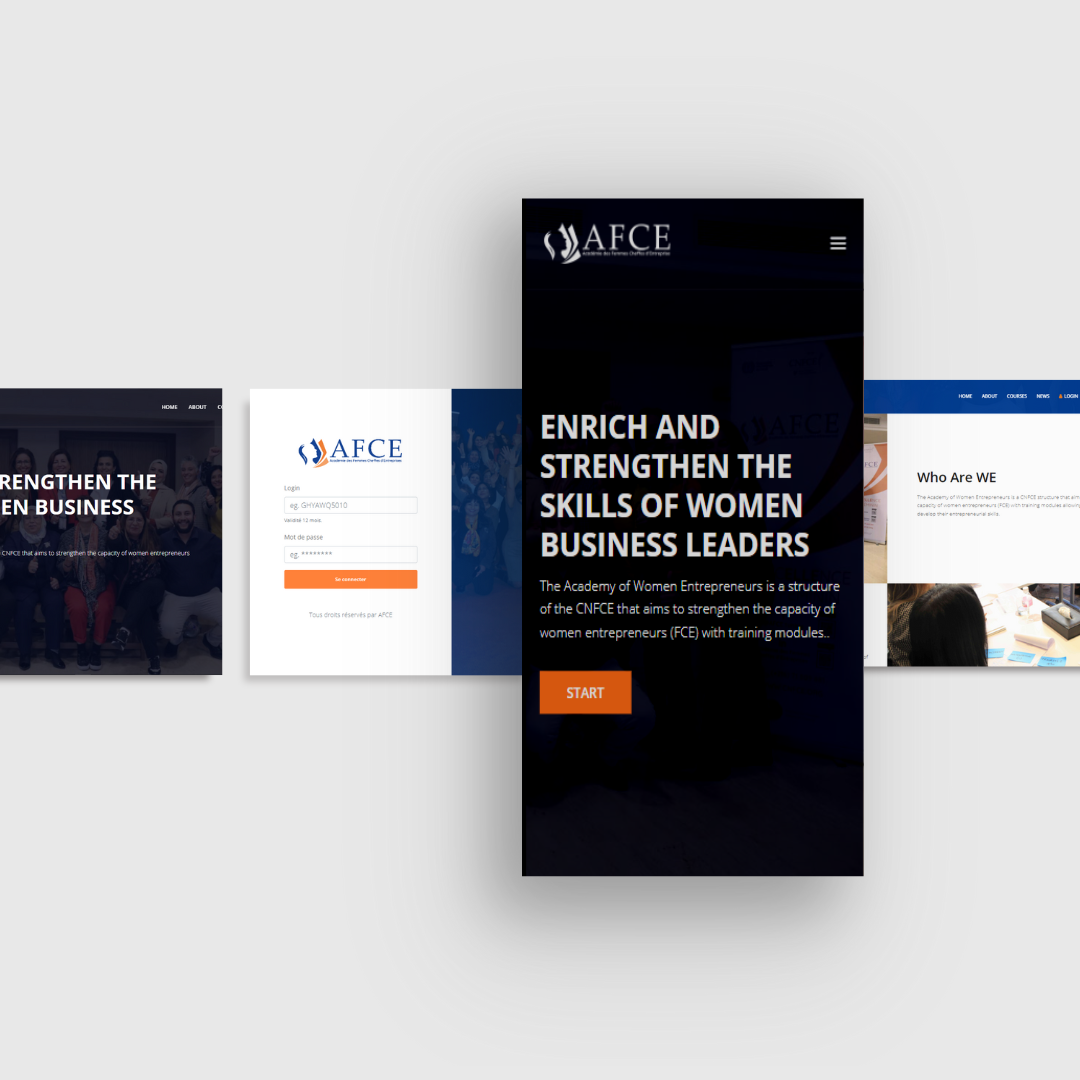 HOME ABOUT
RENGTHEN THE
EN BUSINESS
CNFCE that aims to strengthen the capacity of women entrepreneurs
AFCE
Académie des Femmes Cheffes d'Entreprise
Login
eg. GHYAWQ5010
Validité 12 mois.
Mot de passe
eg. ********
Se connecter
Tous droits réservés par AFCE
AFCE
Académie des Femmes Cheffes d'Entreprise
ENRICH AND
STRENGTHEN THE
SKILLS OF WOMEN
BUSINESS LEADERS
The Academy of Women Entrepreneurs is a structure
of the CNFCE that aims to strengthen the capacity of
women entrepreneurs (FCE) with training modules..
START
HOME ABOUT COURSES NEWS LOGIN
Who Are WE
The Academy of Women Entrepreneurs is a CNFCE structure that aim
capacity of women entrepreneurs (FCE) with training modules allowing
develop their entrepreneurial skills.